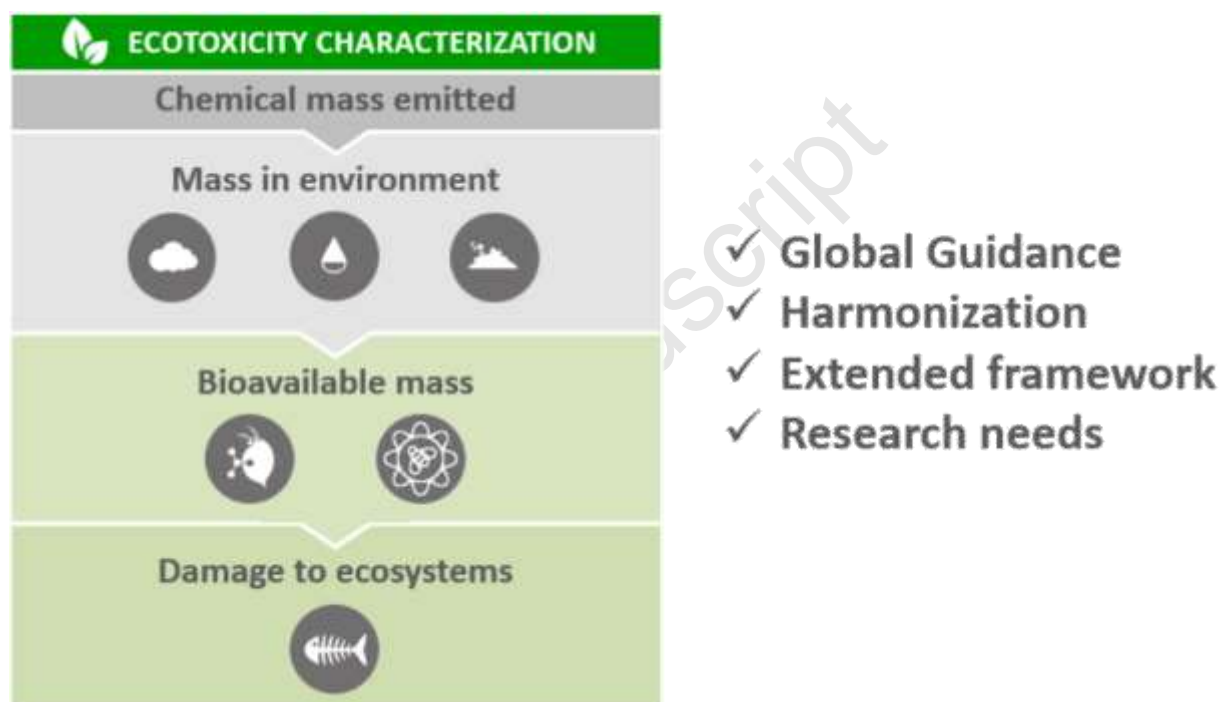 ECOTOXICITY CHARACTERIZATION
Chemical mass emitted
Mass in environment
Bioavailable mass
Damage to ecosystems
Global Guidance
Harmonization
Extended framework
Research needs